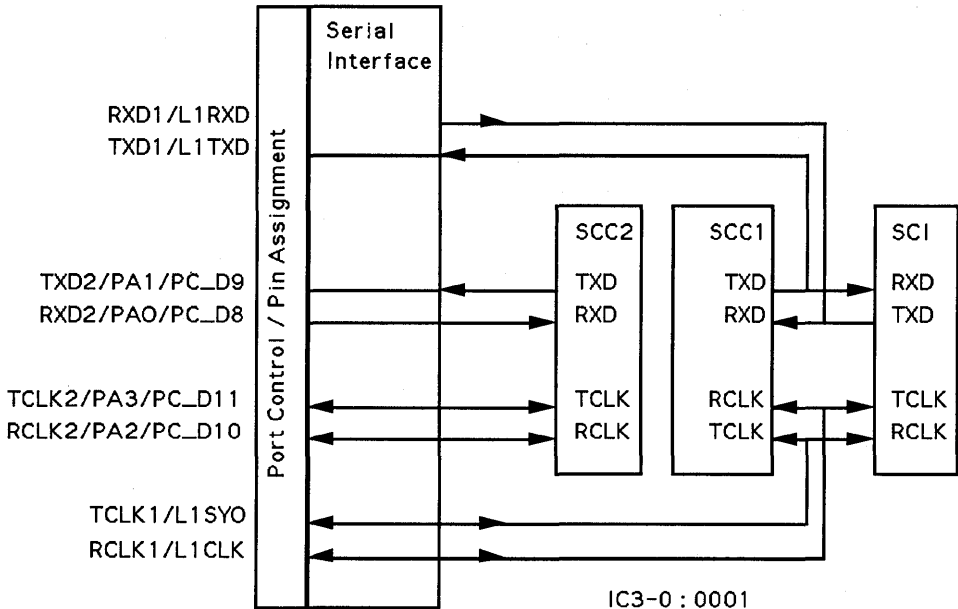 Serial
Interface
RXD1/L1RXD
TXD1/L1TXD
Port Control / Pin Assignment
SCC2
SCC1
SCI
TXD2/PA1/PC_D9
TXD
TXD
RXD
RXD2/PA0/PC_D8
RXD
RXD
TXD
TCLK2/PA3/PC_D11
TCLK
RCLK
TCLK
RCLK2/PA2/PC_D10
RCLK
TCLK
RCLK
TCLK1/L1SY0
RCLK1/L1CLK
IC3-0 : 0001